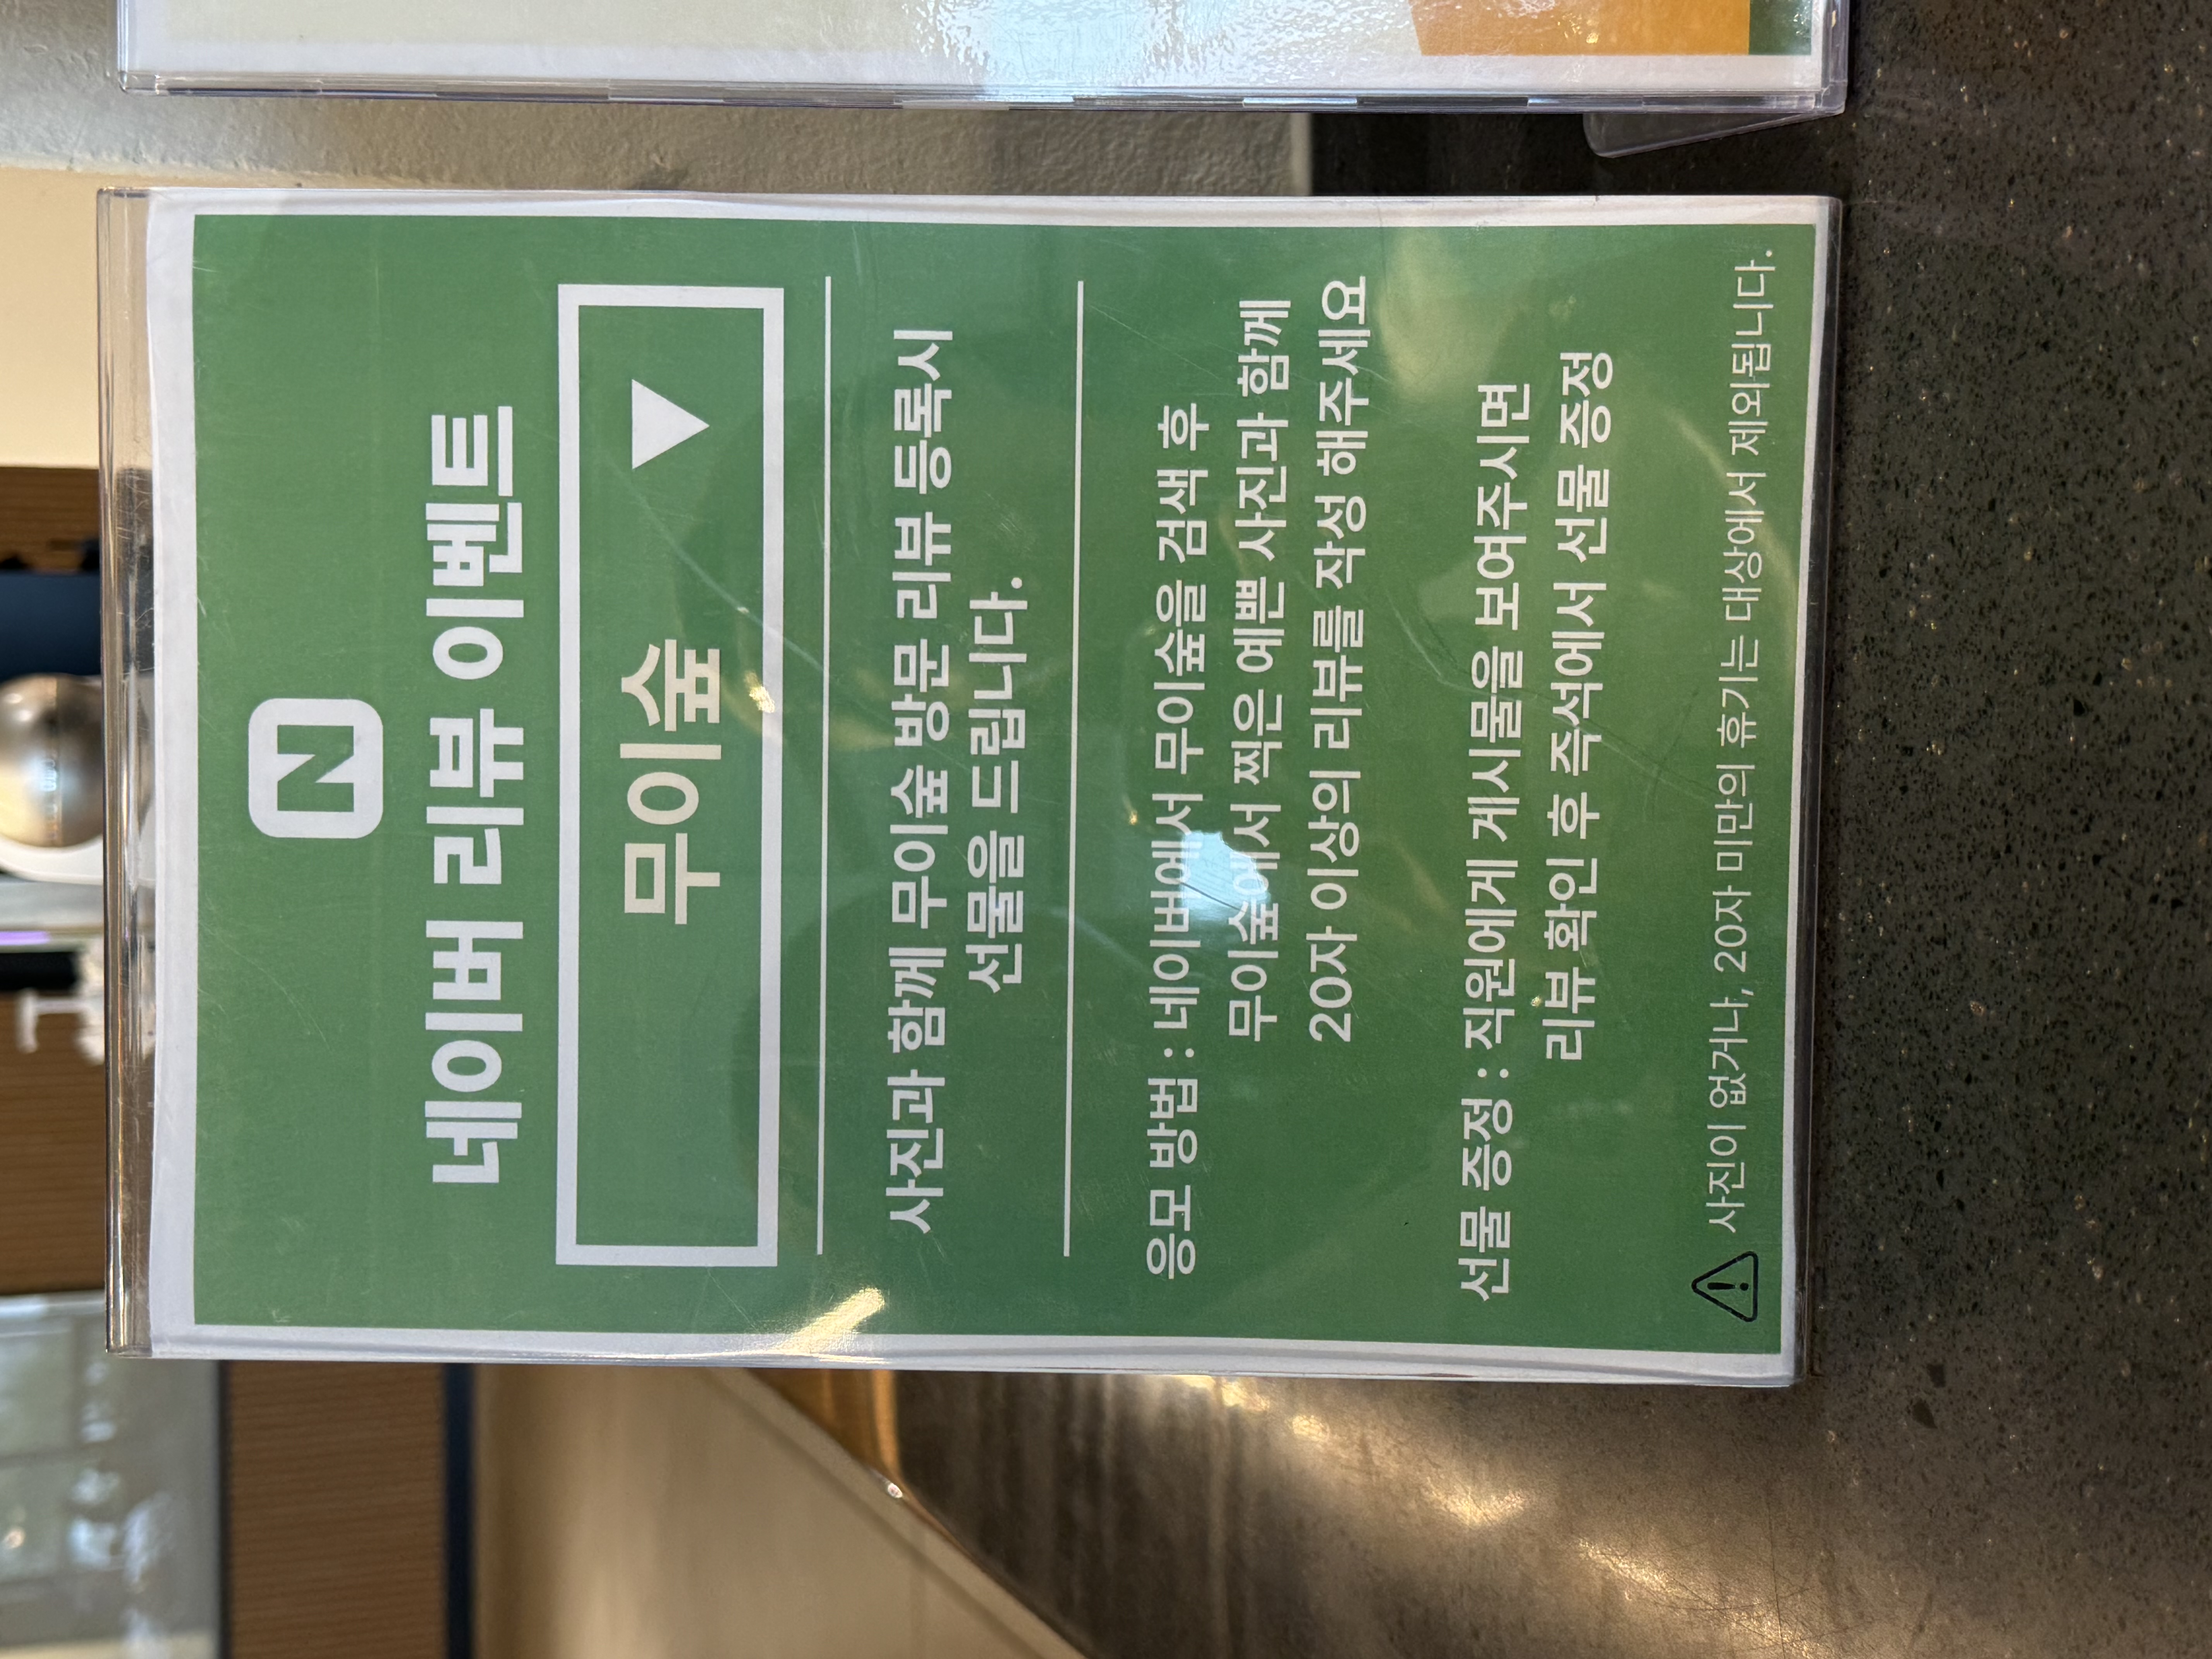 N
네이버 리뷰 이벤트
무이숲
사진과 함께 무이숲 방문 리뷰 등록시
선물을 드립니다.
응모 방법 : 네이버에서 무이숲을 검색 후
무이숲에서 찍은 예쁜 사진과 함께
20자 이상의 리뷰를 작성 해주세요
선물 증정 : 직원에게 게시물을 보여주시면
리뷰 확인 후 즉석에서 선물 증정
사진이 없거나, 20자 미만의 후기는 대상에서 제외됩니다.